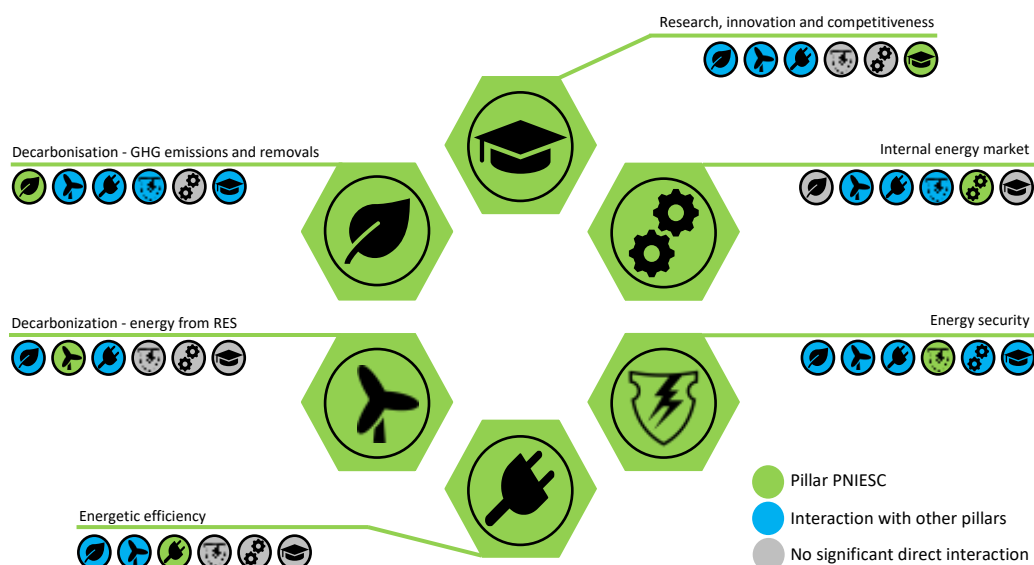 Research, innovation and competitiveness
Decarbonisation - GHG emissions and removals
Internal energy market
Decarbonization - energy from RES
Energy security
Energetic efficiency
Pillar PNIESC
Interaction with other pillars
No significant direct interaction